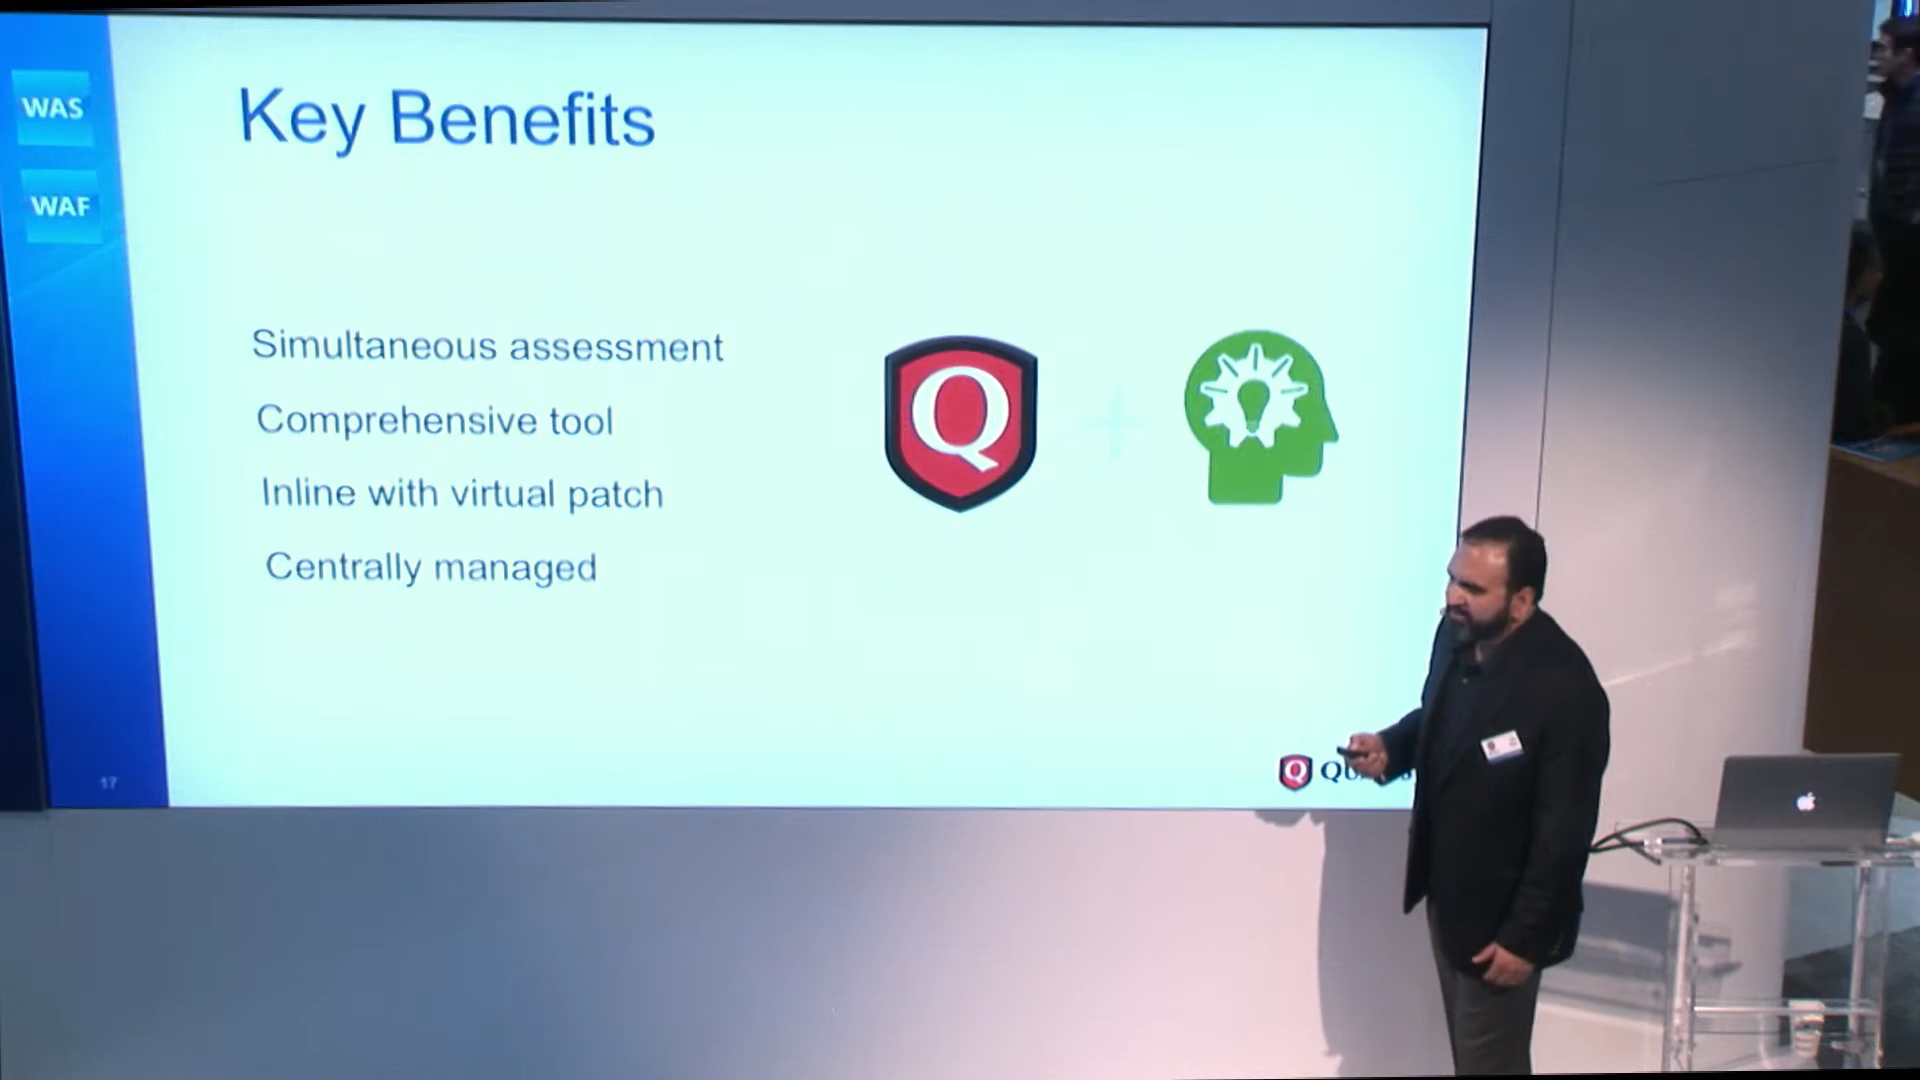 WAS
WAF
Key Benefits
Simultaneous assessment
Comprehensive tool
Inline with virtual patch
Centrally managed
Q
17
Q